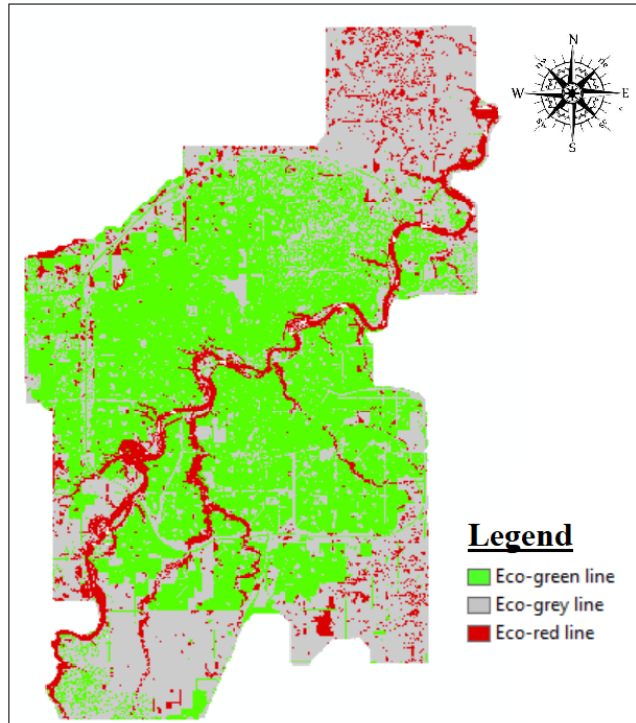 N
W
E
S
Legend
Eco-green line
Eco-grey line
Eco-red line